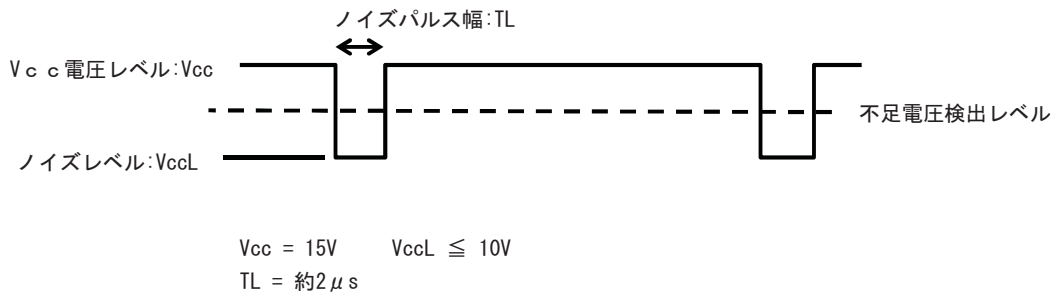 ノイズパルス幅:TL
Vｃｃ電圧レベル:Vcc
不足電圧検出レベル
ノイズレベル:VccL
Vcc = 15V　　VccL ≦ 10V
TL = 約2μs